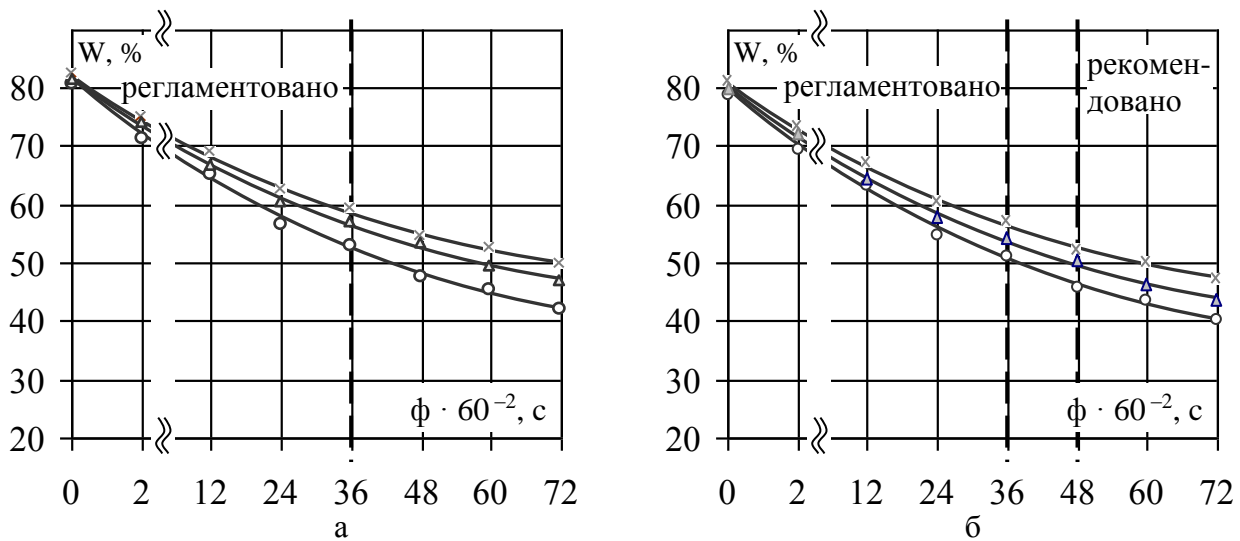 W, %
регламентовано
80
70
60
50
40
30
20
ф · 60⁻², с
0 2 12 24 36 48 60 72
а
W, %
регламентовано
рекомен-
довано
80
70
60
50
40
30
20
ф · 60⁻², с
0 2 12 24 36 48 60 72
б